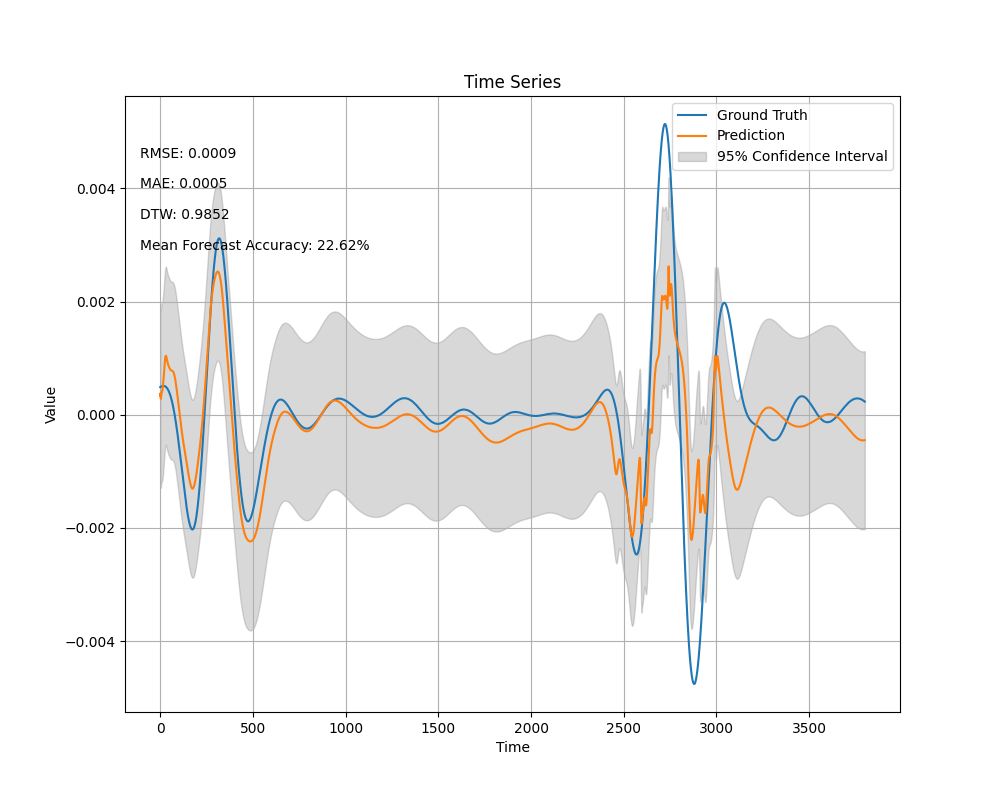 Time Series
Ground Truth
Prediction
95% Confidence Interval
RMSE: 0.0009
MAE: 0.0005
DTW: 0.9852
Mean Forecast Accuracy: 22.62%
0.004
0.002
0.000
−0.002
−0.004
Value
0 500 1000 1500 2000 2500 3000 3500
Time